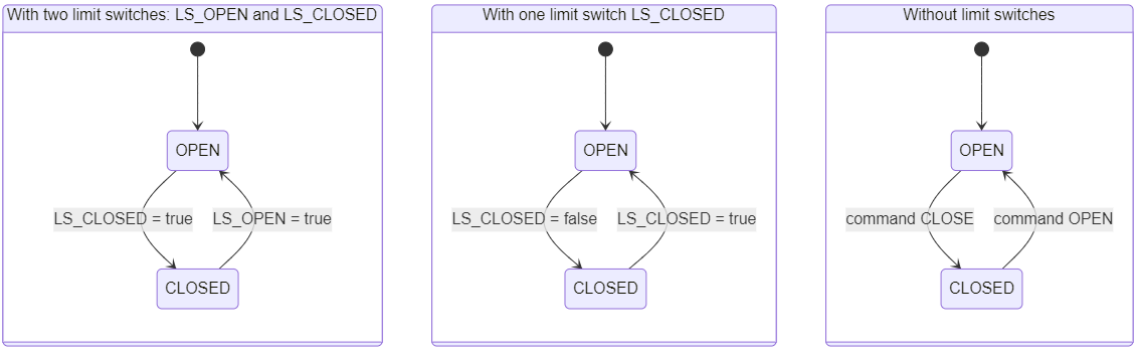 With two limit switches: LS_OPEN and LS_CLOSED
OPEN
LS_CLOSED = true
LS_OPEN = true
CLOSED
With one limit switch LS_CLOSED
OPEN
LS_CLOSED = false
LS_CLOSED = true
CLOSED
Without limit switches
OPEN
command CLOSE
command OPEN
CLOSED